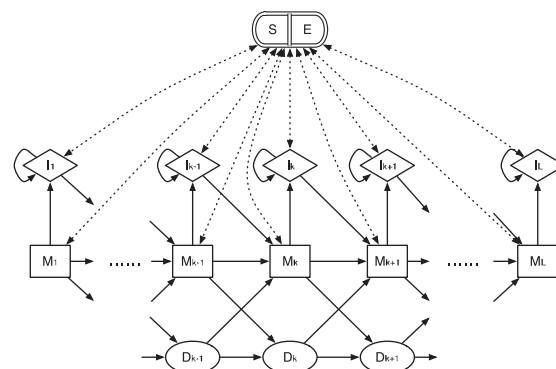 S E
I1 Ik-1 Ik Ik+1 IL
M1 ...... Mk-1 Mk Mk+1 ...... ML
Dk-1 Dk Dk+1